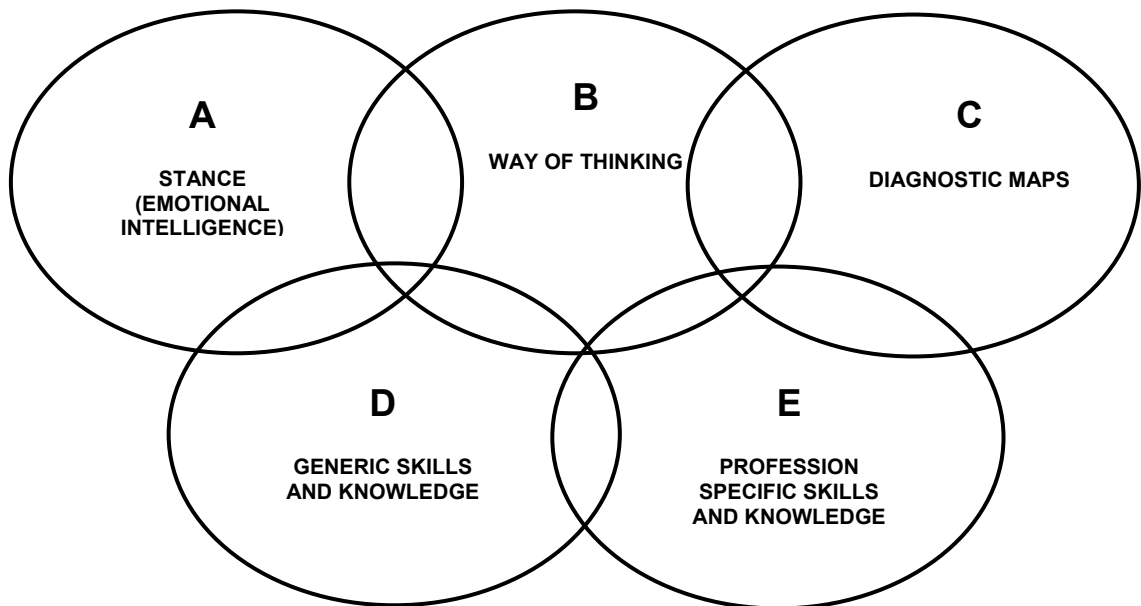 A
STANCE
(EMOTIONAL
INTELLIGENCE)
B
WAY OF THINKING
C
DIAGNOSTIC MAPS
D
GENERIC SKILLS
AND KNOWLEDGE
E
PROFESSION
SPECIFIC SKILLS
AND KNOWLEDGE